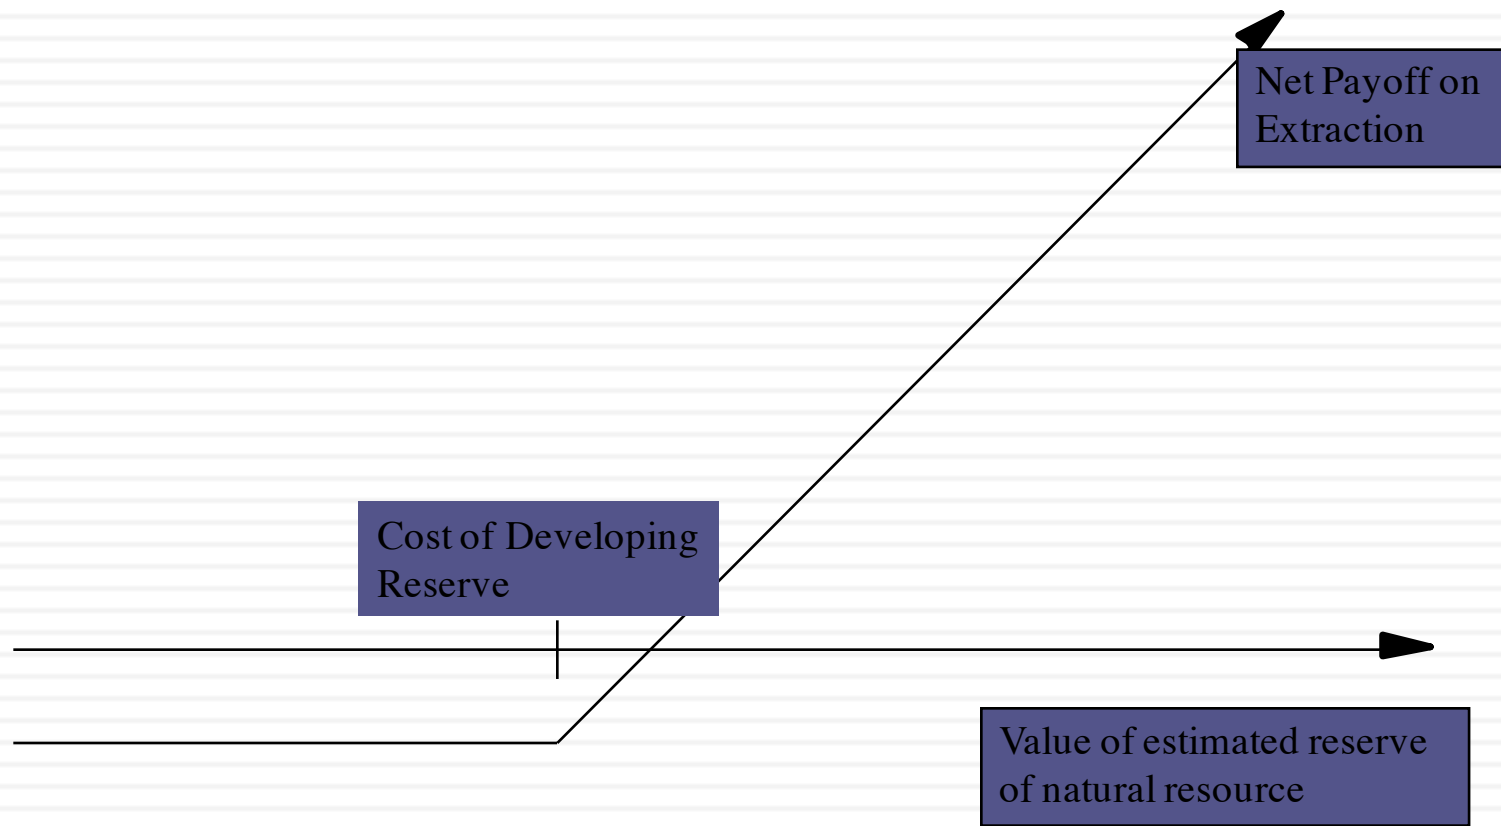 Net Payoff on
Extraction
Cost of Developing
Reserve
Value of estimated reserve
of natural resource